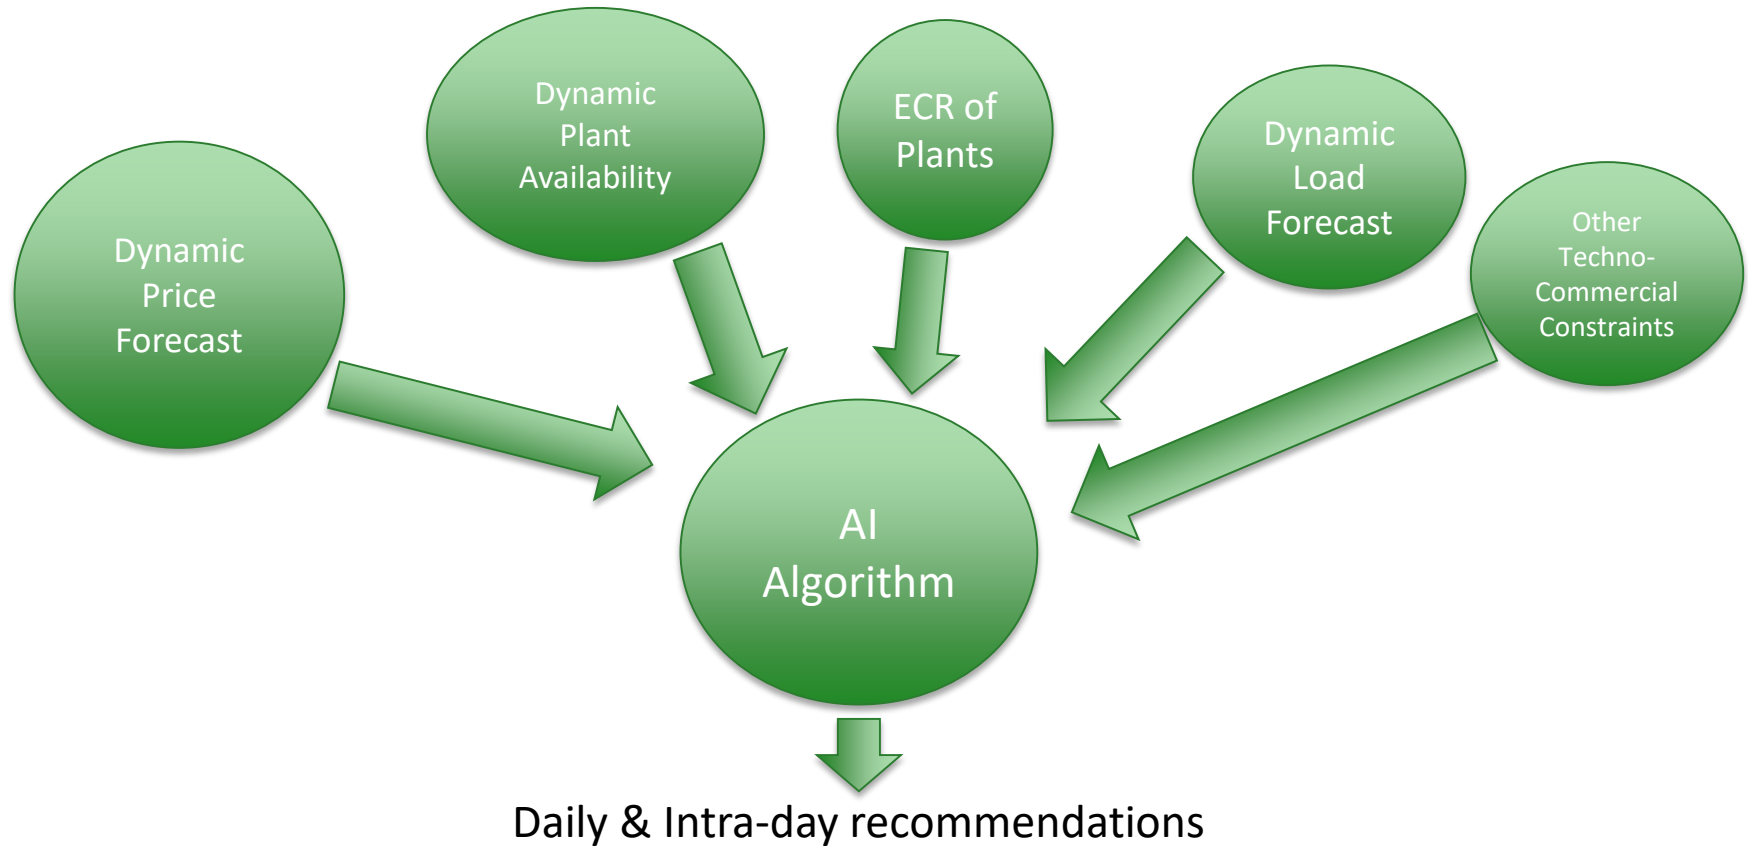 Dynamic
Price
Forecast
Dynamic
Plant
Availability
ECR of
Plants
Dynamic
Load
Forecast
Other
Techno-
Commercial
Constraints
AI
Algorithm
Daily & Intra-day recommendations